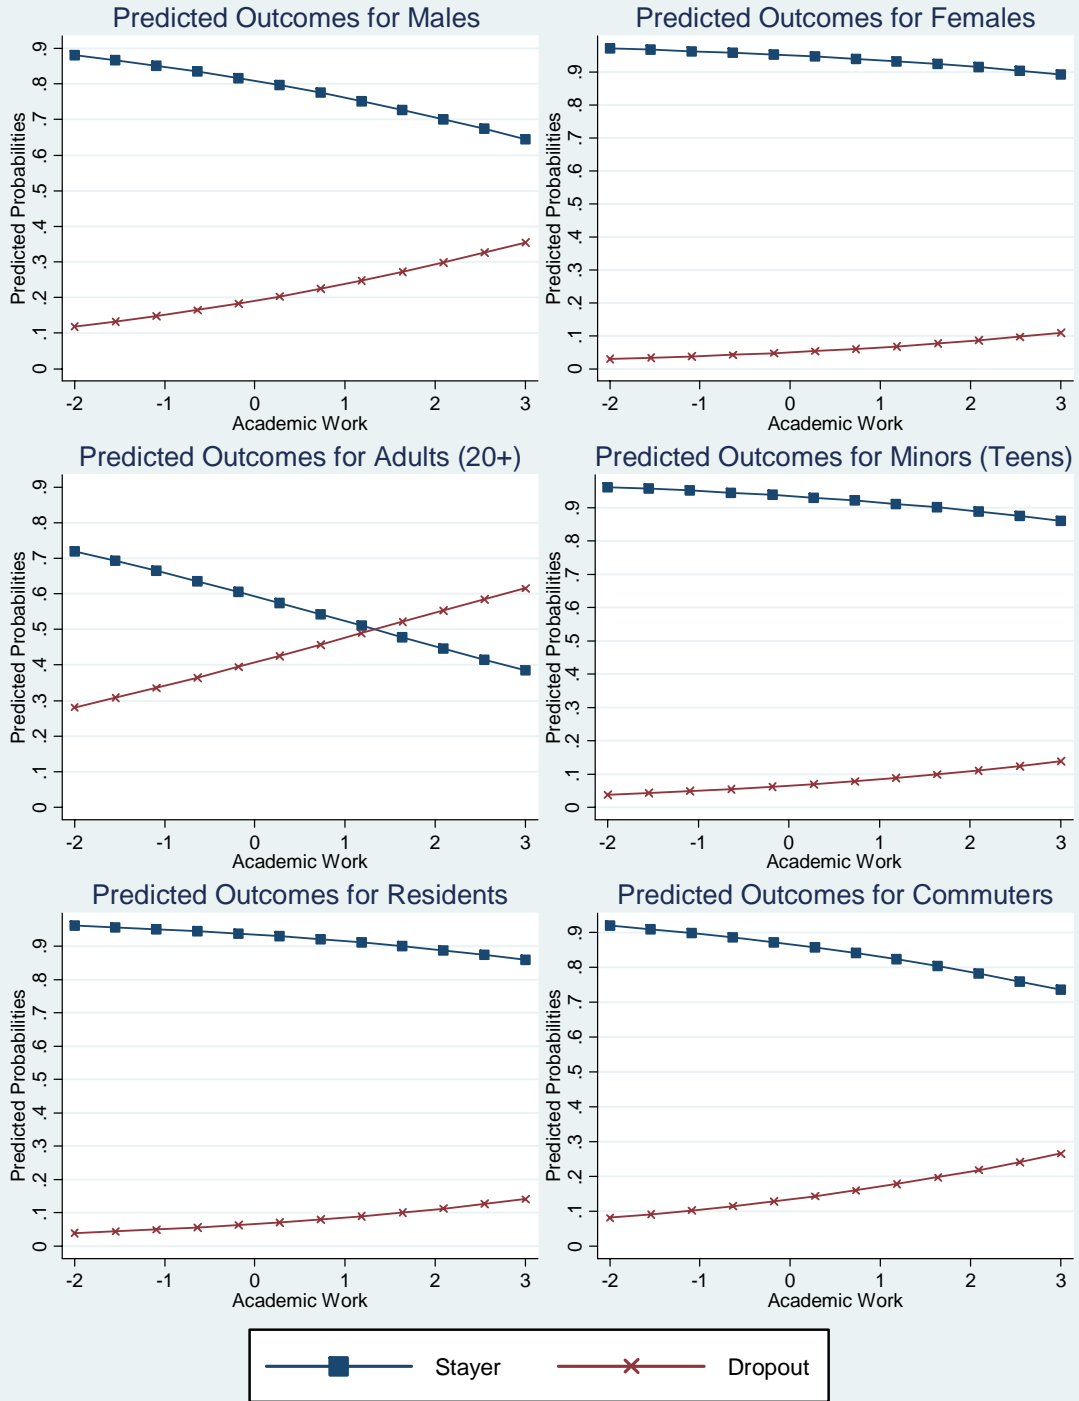 Predicted Outcomes for Males
Predicted Probabilities
.9
.8
.7
.6
.5
.4
.3
.2
.1
0
-2 -1 0 1 2 3
Academic Work
Predicted Outcomes for Females
Predicted Probabilities
.9
.8
.7
.6
.5
.4
.3
.2
.1
0
-2 -1 0 1 2 3
Academic Work
Predicted Outcomes for Adults (20+)
Predicted Probabilities
.9
.8
.7
.6
.5
.4
.3
.2
.1
0
-2 -1 0 1 2 3
Academic Work
Predicted Outcomes for Minors (Teens)
Predicted Probabilities
.9
.8
.7
.6
.5
.4
.3
.2
.1
0
-2 -1 0 1 2 3
Academic Work
Predicted Outcomes for Residents
Predicted Probabilities
.9
.8
.7
.6
.5
.4
.3
.2
.1
0
-2 -1 0 1 2 3
Academic Work
Predicted Outcomes for Commuters
Predicted Probabilities
.9
.8
.7
.6
.5
.4
.3
.2
.1
0
-2 -1 0 1 2 3
Academic Work
Stayer Dropout